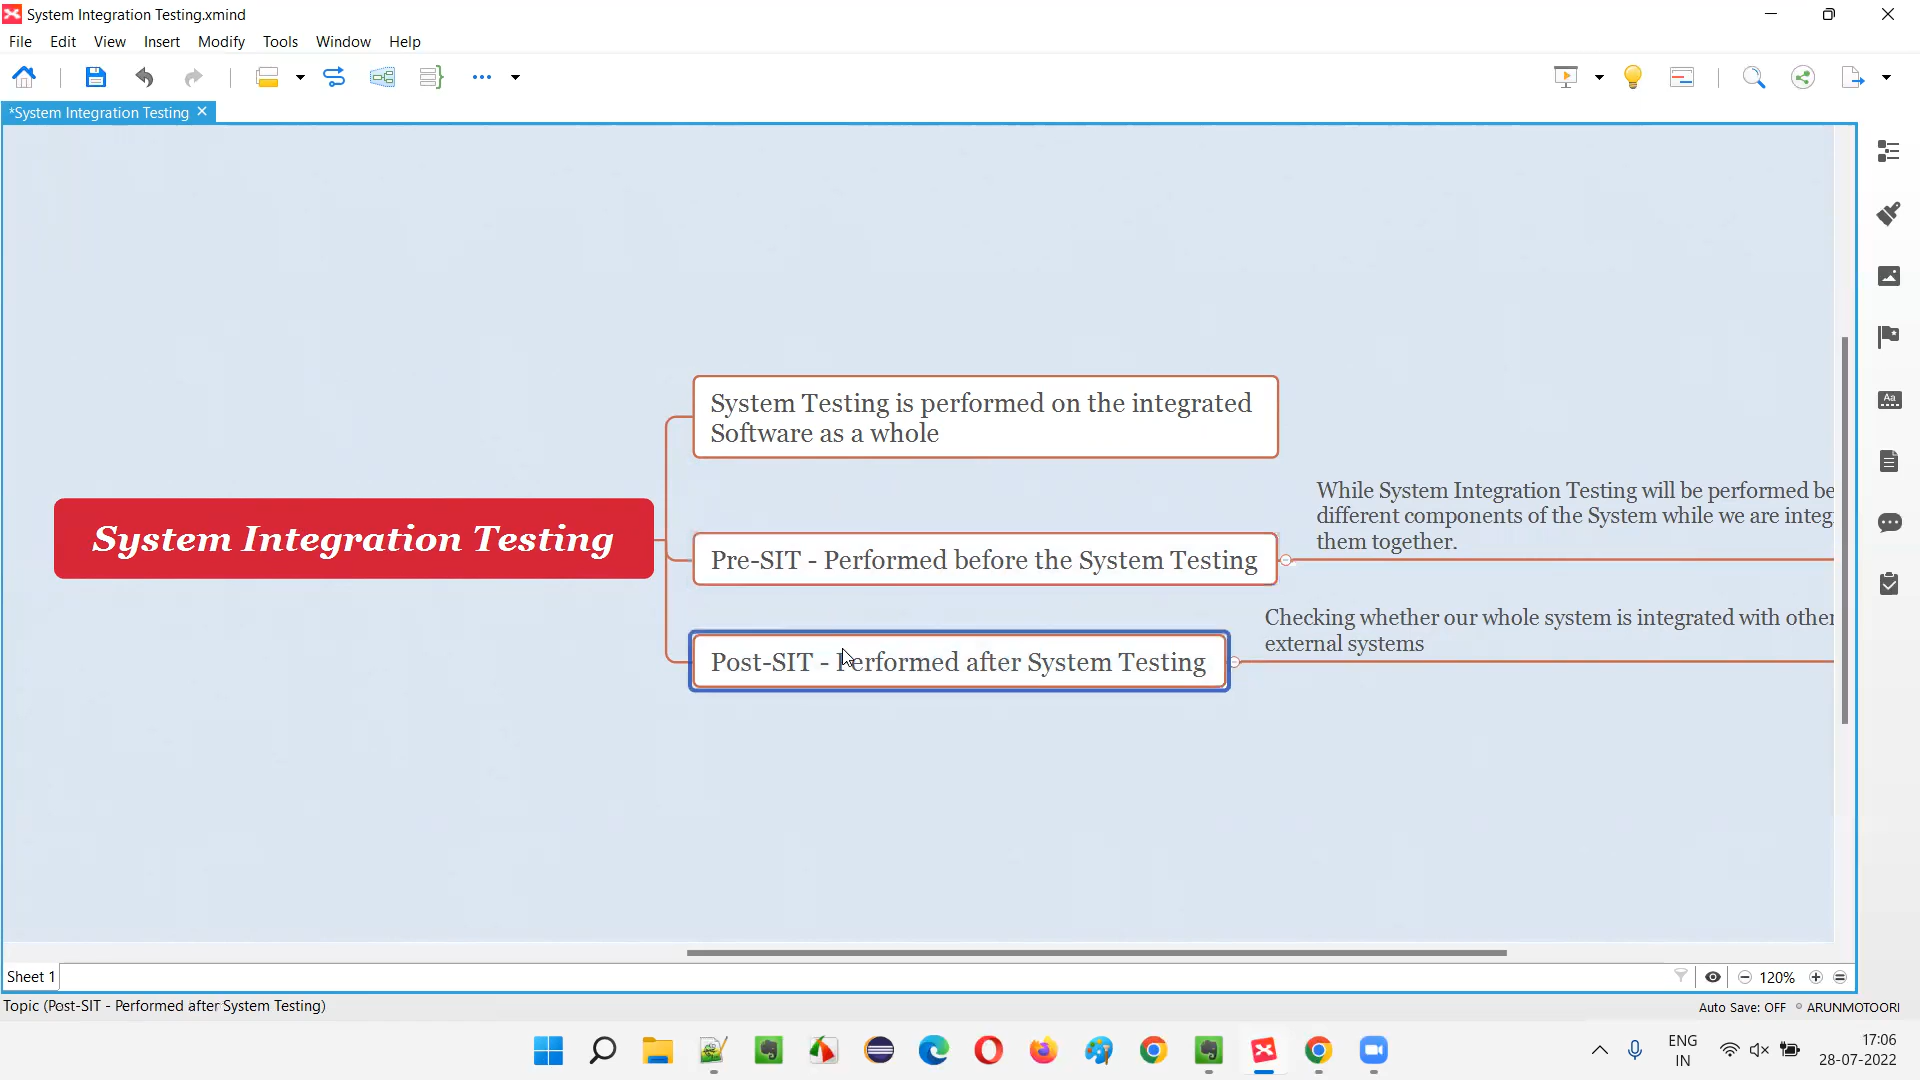 System Integration Testing.xmind
File Edit View Insert Modify Tools Window Help
*System Integration Testing
System Testing is performed on the integrated
Software as a whole
While System Integration Testing will be performed be
different components of the System while we are integ
them together.
System Integration Testing
Pre-SIT - Performed before the System Testing
Checking whether our whole system is integrated with other
external systems
Post-SIT - Performed after System Testing
Aa
Sheet 1
120%
Topic (Post-SIT - Performed after System Testing)
Auto Save: OFF ARUNMOTOORI
ENG
IN
17:06
28-07-2022